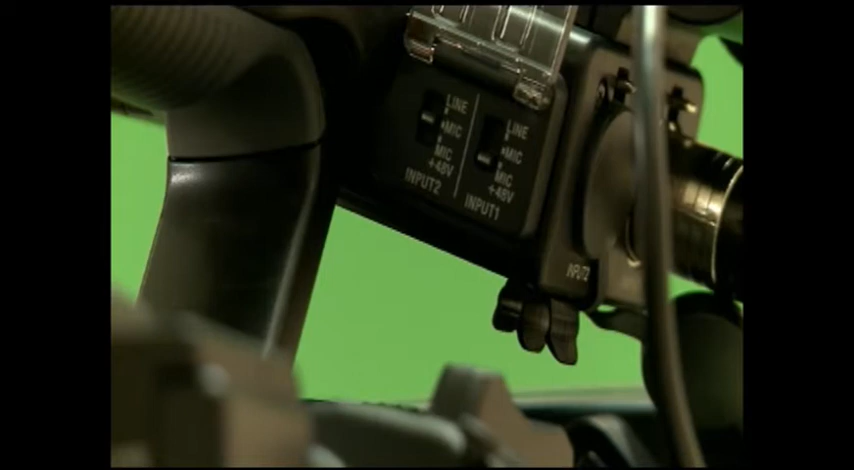 LINE
MIC
MIC
+48V
INPUT2
LINE
MIC
MIC
+48V
INPUT1
INPUT2